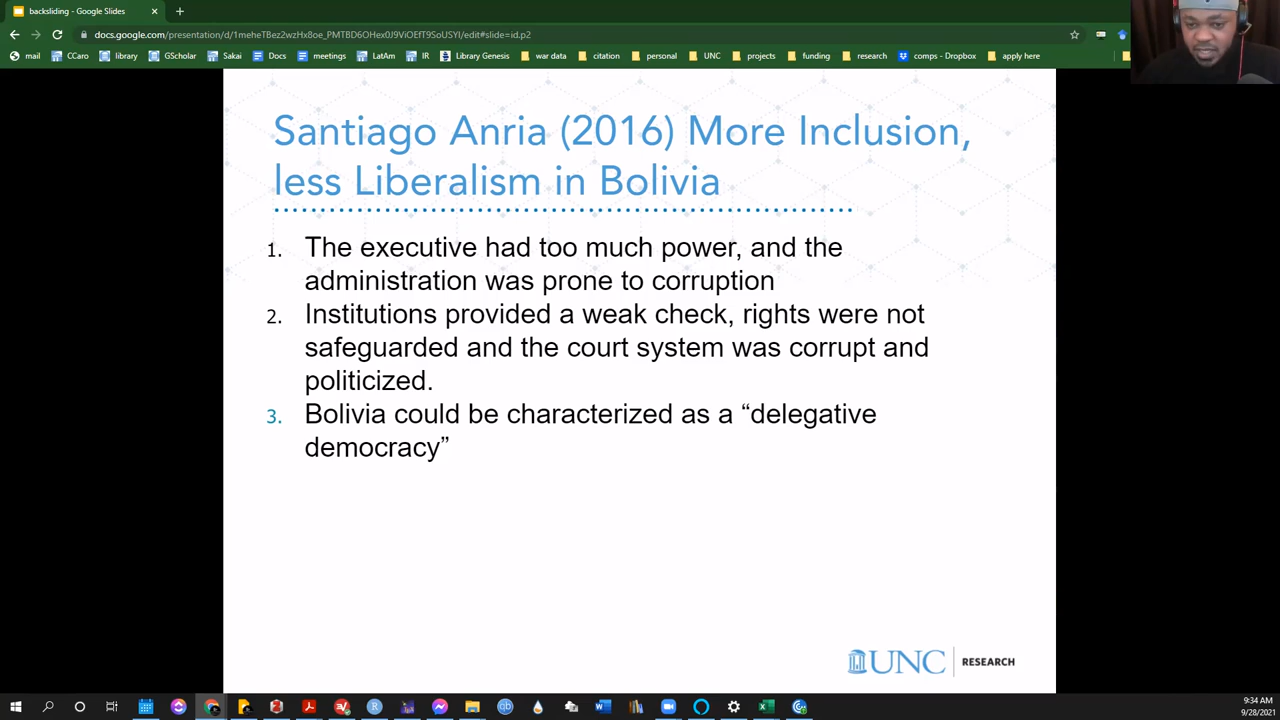 backsliding - Google Slides
docs.google.com/presentation/d/1meheTBez2wzHx8oe_PMTBD6OHex0J9ViOEfT9SoUSYI/edit#slide=id.p2
mail CCaro library GScholar Sakai Docs meetings LatAm IR Library Genesis war data citation personal UNC projects funding research comps - Dropbox apply here
Santiago Anria (2016) More Inclusion,
less Liberalism in Bolivia
1. The executive had too much power, and the
administration was prone to corruption
2. Institutions provided a weak check, rights were not
safeguarded and the court system was corrupt and
politicized.
3. Bolivia could be characterized as a “delegative
democracy”
UNC RESEARCH
9:34 AM
9/28/2021